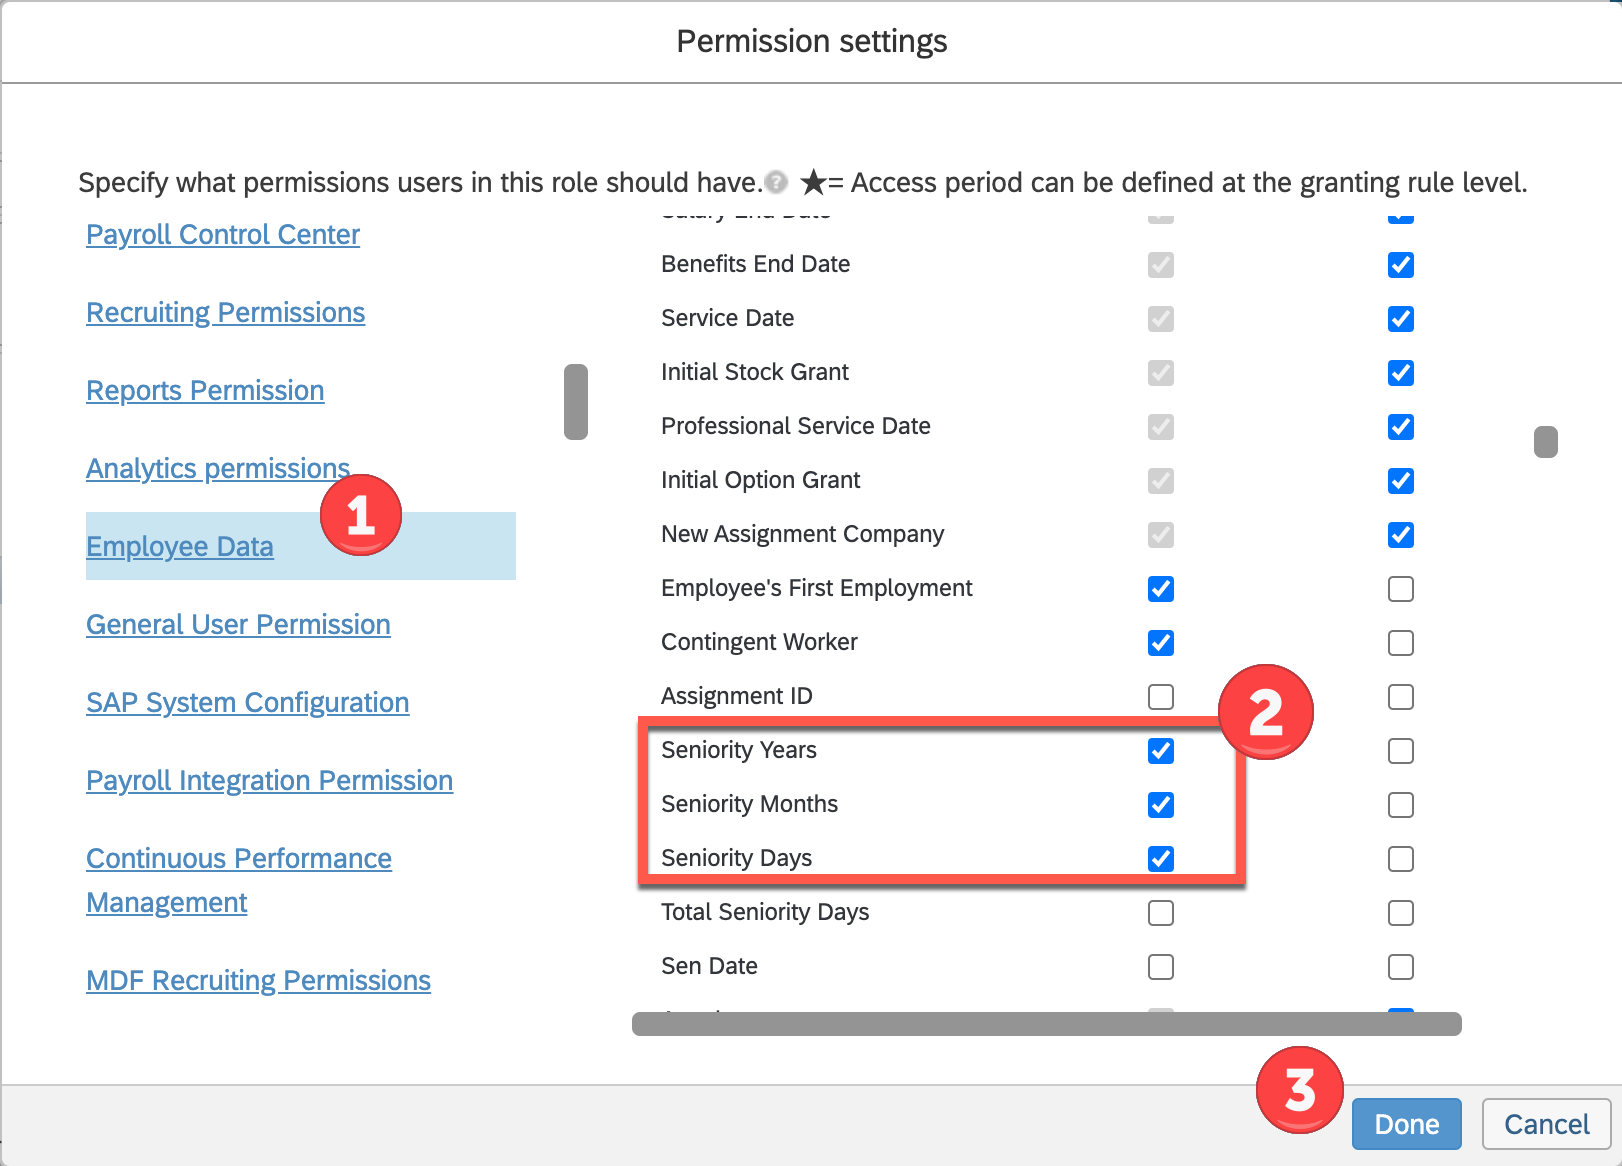 Permission settings
Specify what permissions users in this role should have. ? ★= Access period can be defined at the granting rule level.
Payroll Control Center
Recruiting Permissions
Reports Permission
Analytics permissions
1
Employee Data
General User Permission
SAP System Configuration
Payroll Integration Permission
Continuous Performance
Management
MDF Recruiting Permissions
Salary End Date
Benefits End Date
Service Date
Initial Stock Grant
Professional Service Date
Initial Option Grant
New Assignment Company
Employee's First Employment
Contingent Worker
Assignment ID
2
Seniority Years
Seniority Months
Seniority Days
Total Seniority Days
Sen Date
3
Done
Cancel